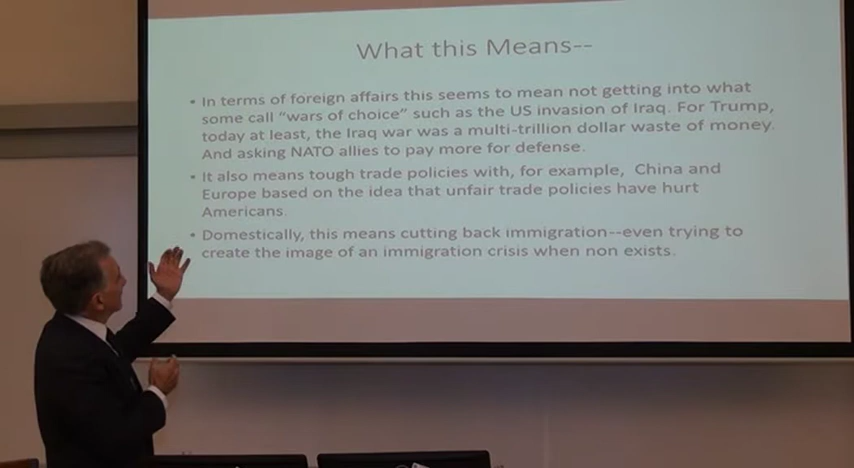 What this Means--
• In terms of foreign affairs this seems to mean not getting into what
some call "wars of choice" such as the US invasion of Iraq. For Trump,
today at least, the Iraq war was a multi-trillion dollar waste of money.
And asking NATO allies to pay more for defense.
• It also means tough trade policies with, for example, China and
Europe based on the idea that unfair trade policies have hurt
Americans.
• Domestically, this means cutting back immigration--even trying to
create the image of an immigration crisis when non exists.